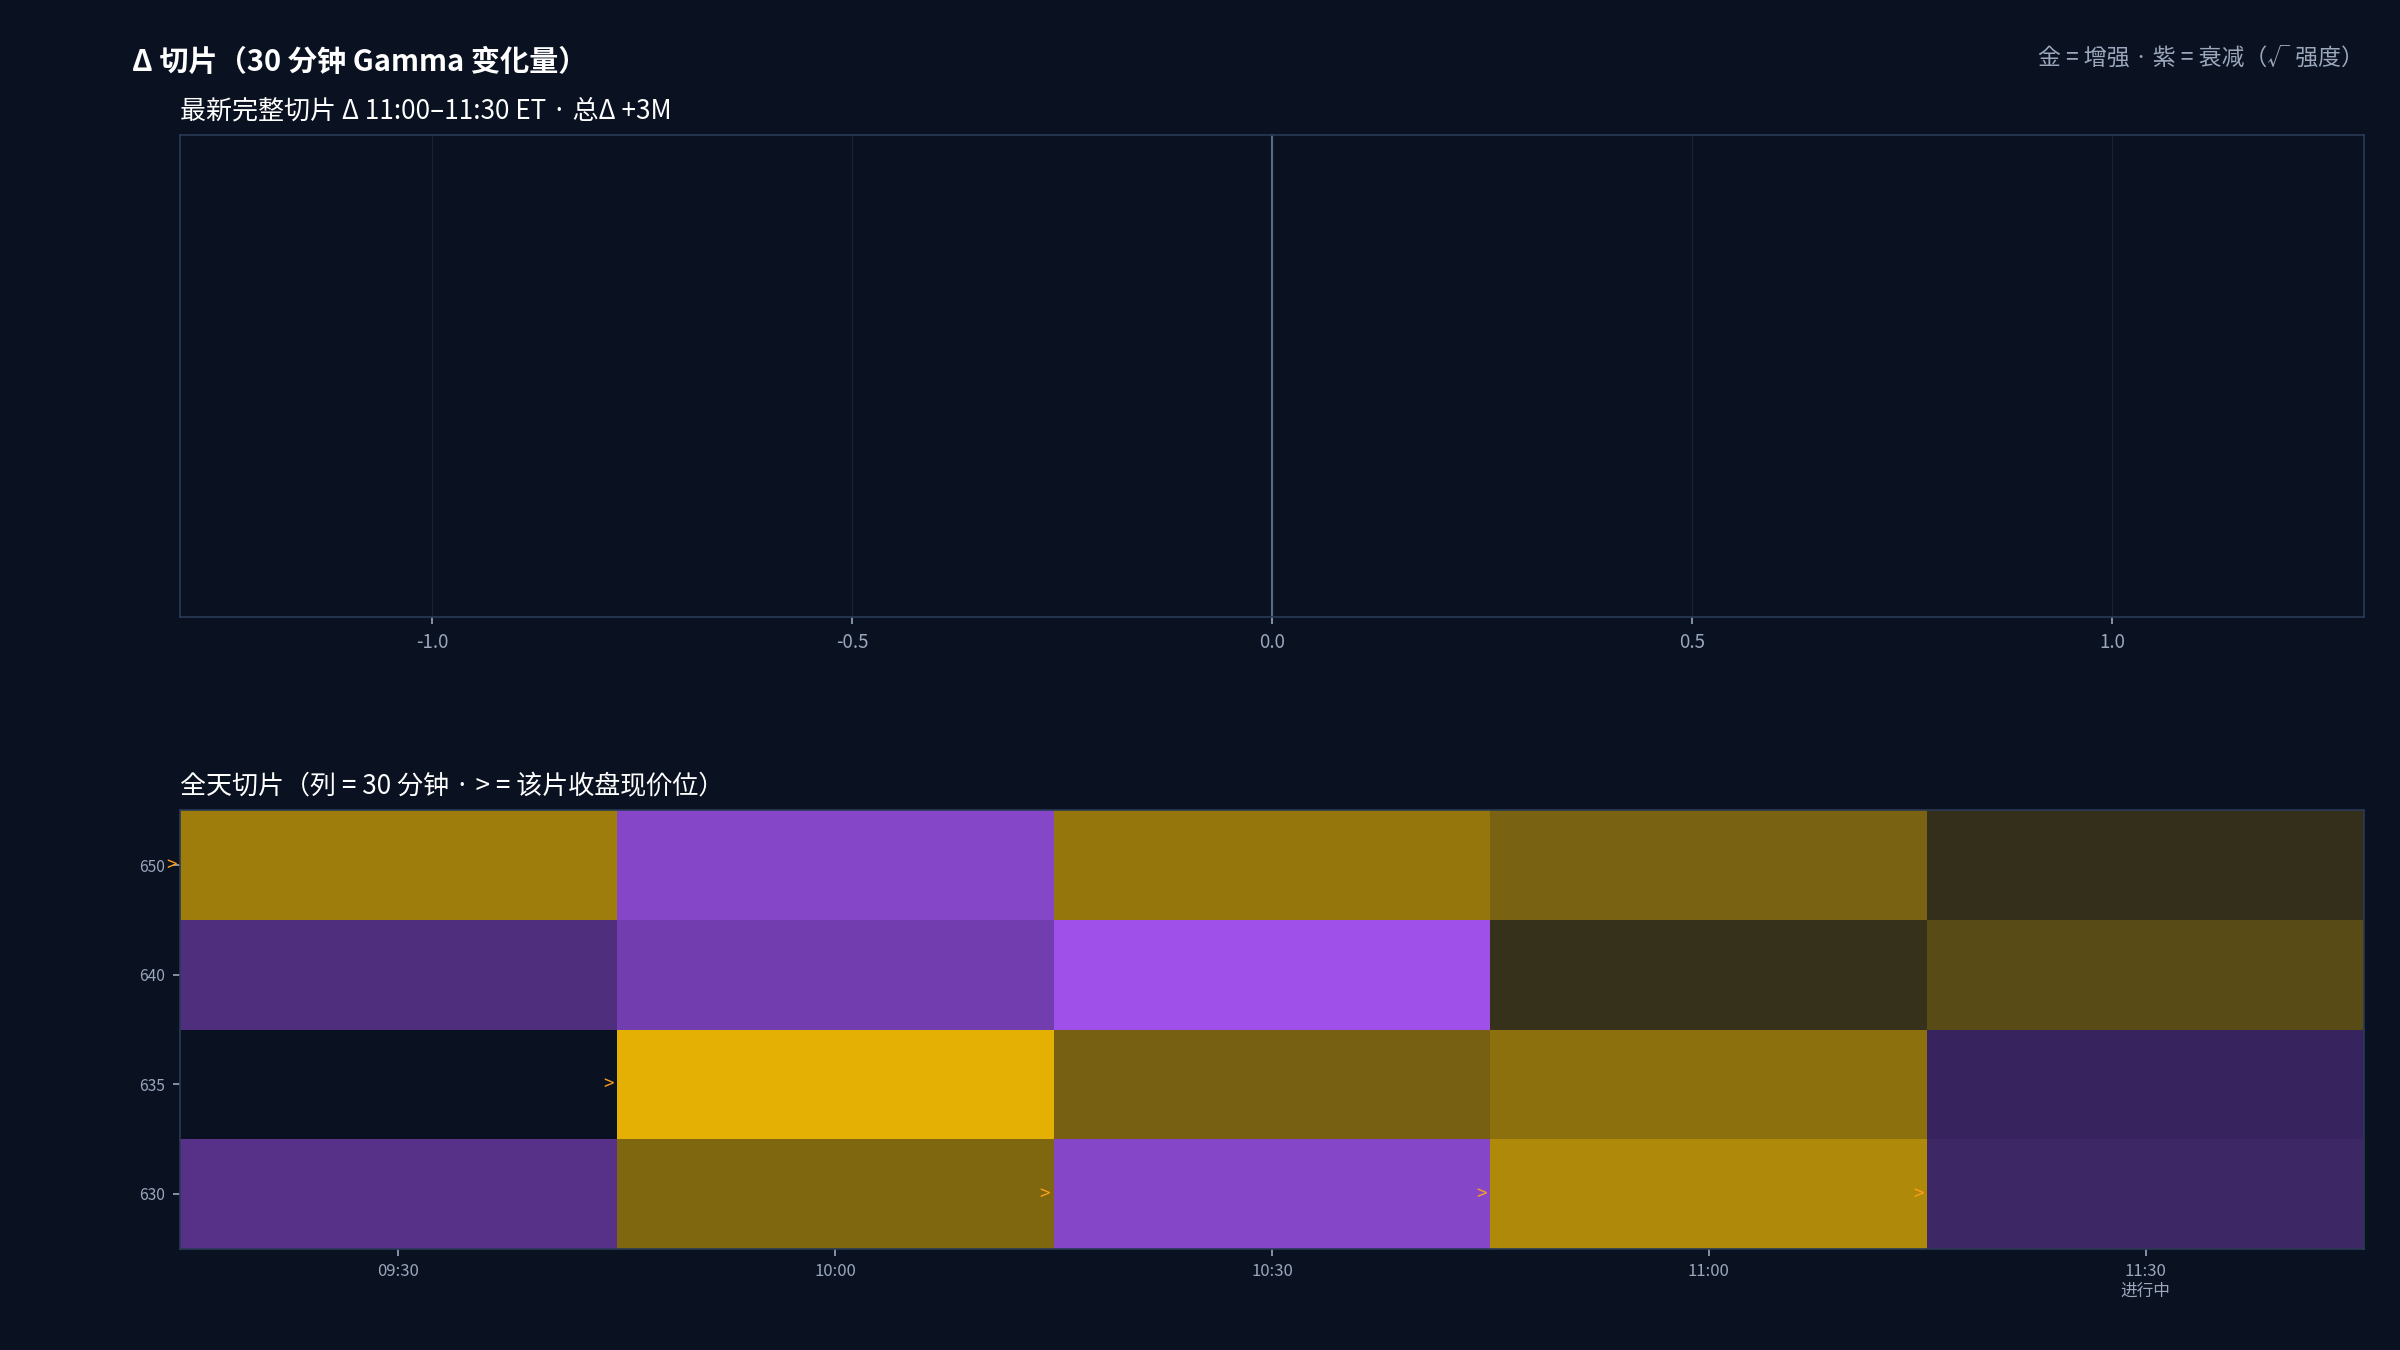 Δ 切片（30 分钟 Gamma 变化量）
金 = 增强 · 紫 = 衰减（√ 强度）
最新完整切片 Δ 11:00–11:30 ET · 总Δ +3M
-1.0
-0.5
0.0
0.5
1.0
全天切片（列 = 30 分钟 · > = 该片收盘现价位）
650 >
640
635 >
630 > > >
09:30
10:00
10:30
11:00
11:30
进行中